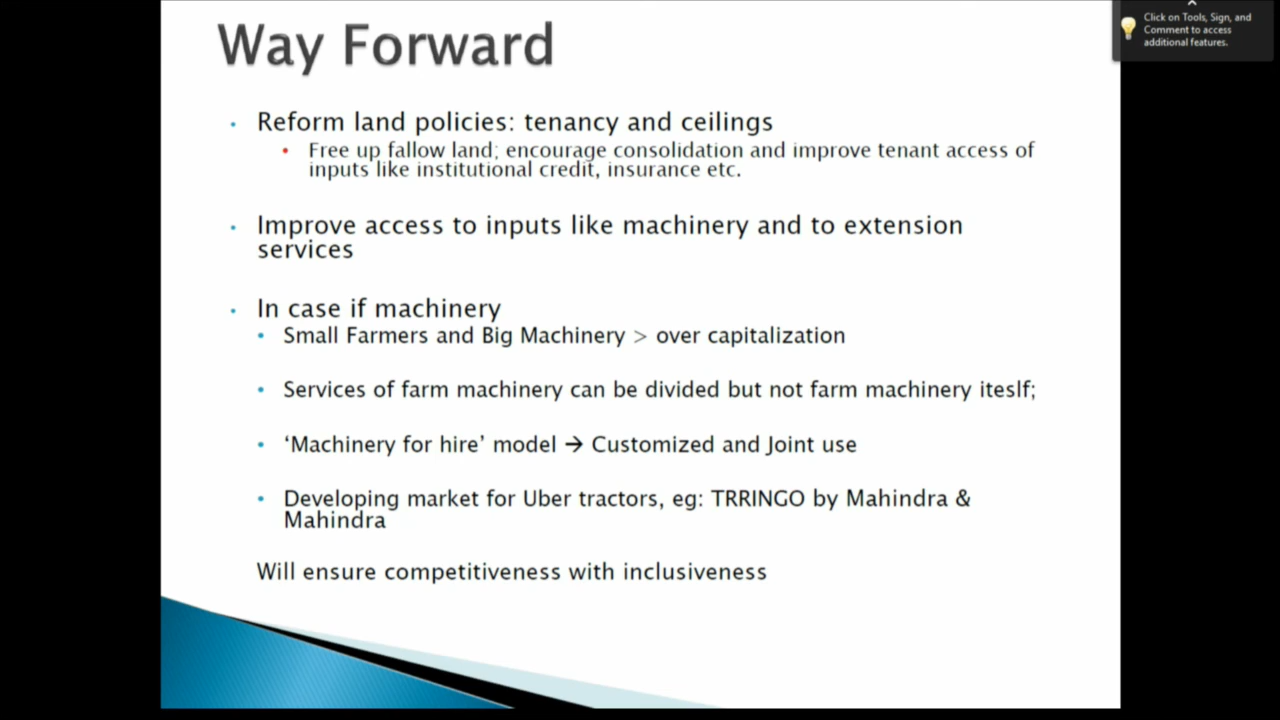 Way Forward
Click on Tools, Sign, and
Comment to access
additional features.
• Reform land policies: tenancy and ceilings
• Free up fallow land; encourage consolidation and improve tenant access of
inputs like institutional credit, insurance etc.
• Improve access to inputs like machinery and to extension
services
• In case if machinery
• Small Farmers and Big Machinery > over capitalization
• Services of farm machinery can be divided but not farm machinery iteslf;
• ‘Machinery for hire’ model → Customized and Joint use
• Developing market for Uber tractors, eg: TRRINGO by Mahindra &
Mahindra
Will ensure competitiveness with inclusiveness